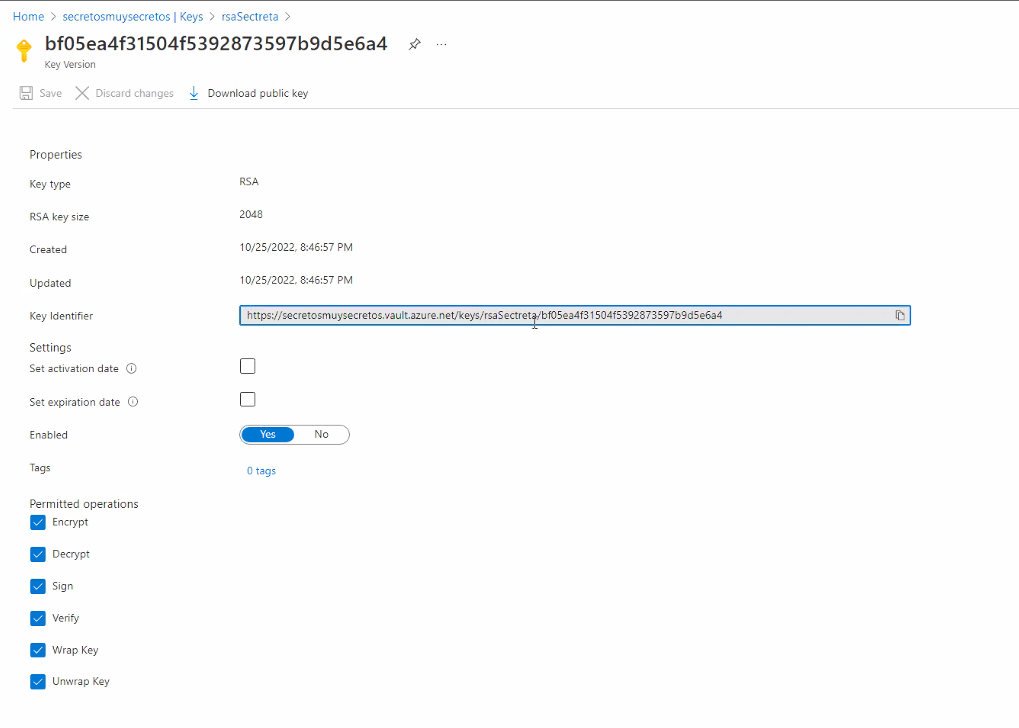 Home > secretosmuysecretos | Keys > rsaSectreta >
bf05ea4f31504f5392873597b9d5e6a4 ...
Key Version
Save Discard changes Download public key
Properties
Key type RSA
RSA key size 2048
Created 10/25/2022, 8:46:57 PM
Updated 10/25/2022, 8:46:57 PM
Key Identifier https://secretosmuysecretos.vault.azure.net/keys/rsaSectreta/bf05ea4f31504f5392873597b9d5e6a4
Settings
Set activation date
Set expiration date
Enabled Yes No
Tags 0 tags
Permitted operations
Encrypt
Decrypt
Sign
Verify
Wrap Key
Unwrap Key